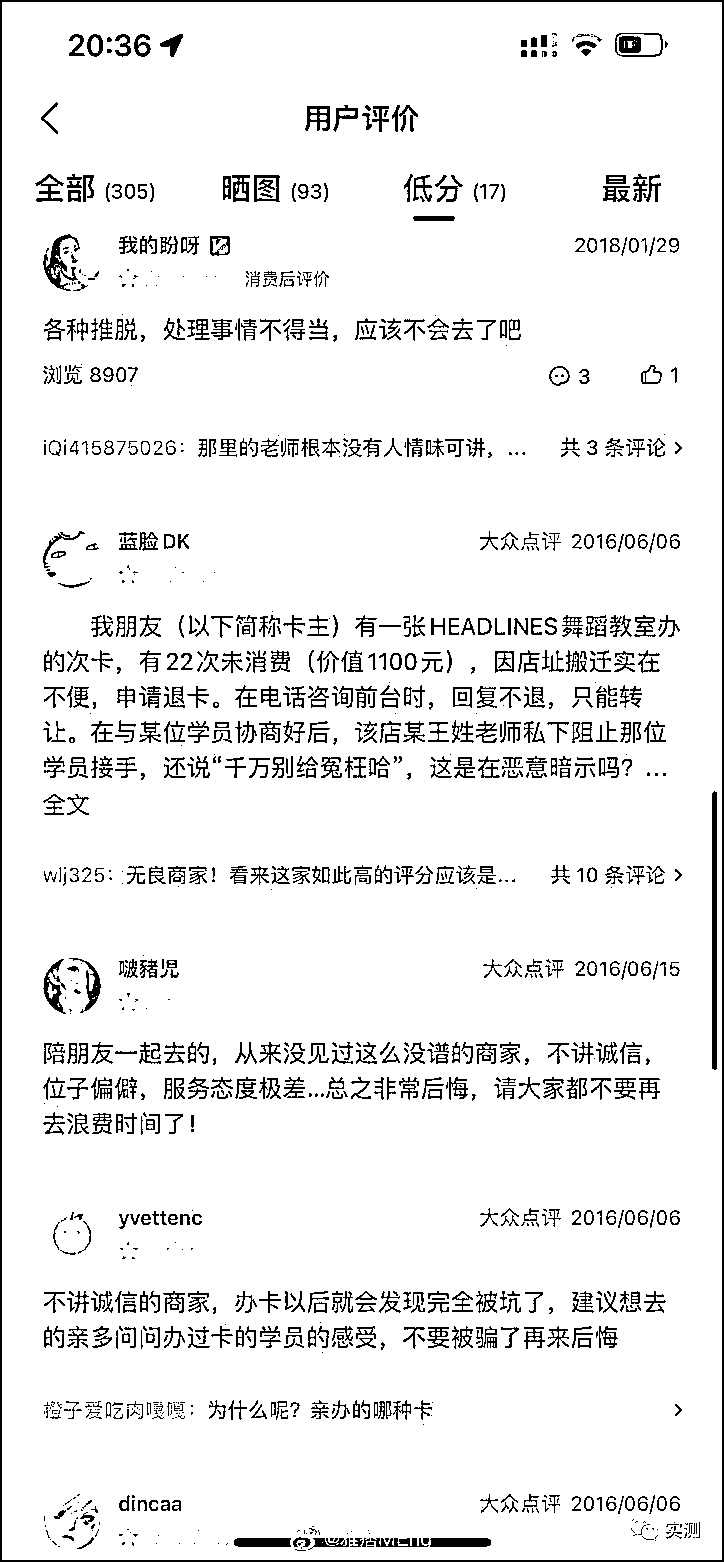 20:36
用户评价
全部 (305) 晒图 (93) 低分 (17) 最新
我的盼呀 2018/01/29
消费后评价
各种推脱，处理事情不得当，应该不会去了吧
浏览 8907 3 1
iQi415875026：那里的老师根本没有人情味可讲，... 共 3 条评论
蓝脸DK 大众点评 2016/06/06
我朋友（以下简称卡主）有一张HEADLINES舞蹈教室办
的次卡，有22次未消费（价值1100元），因店址搬迁实在
不便，申请退卡。在电话咨询前台时，回复不退，只能转
让。在与某位学员协商好后，该店某王姓老师私下阻止那位
学员接手，还说“千万别给冤枉哈”，这是在恶意暗示吗？...
全文
wlj325：无良商家！看来这家如此高的评分应该是... 共 10 条评论
啵豬児 大众点评 2016/06/15
陪朋友一起去的，从来没见过这么没谱的商家，不讲诚信，
位子偏僻，服务态度极差...总之非常后悔，请大家都不要再
去浪费时间了！
yvettenc 大众点评 2016/06/06
不讲诚信的商家，办卡以后就会发现完全被坑了，建议想去
的亲多问问办过卡的学员的感受，不要被骗了再来后悔
橙子爱吃肉嘎嘎：为什么呢？亲办的哪种卡
dincaa 大众点评 2016/06/06
实测